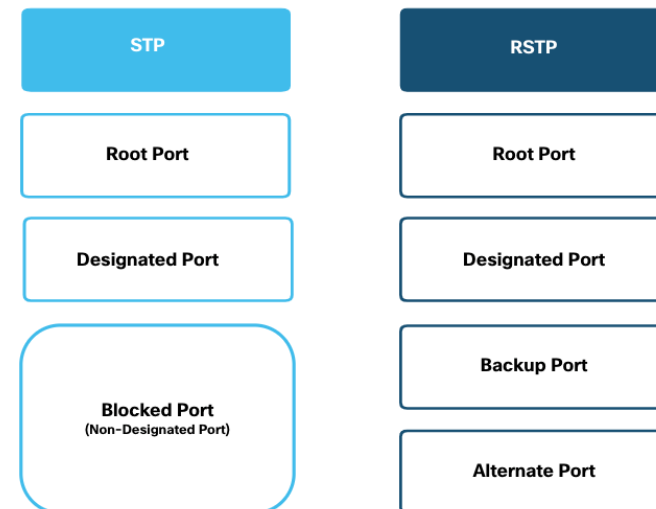 STP
Root Port
Designated Port
Blocked Port
(Non-Designated Port)
RSTP
Root Port
Designated Port
Backup Port
Alternate Port